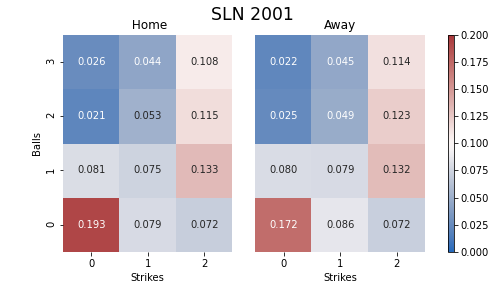 SLN 2001
Home Away
3 0.026 0.044 0.108 0.022 0.045 0.114 0.200
0.175
2 0.021 0.053 0.115 0.025 0.049 0.123 0.150
0.125
Balls
0.100
1 0.081 0.075 0.133 0.080 0.079 0.132 0.075
0.050
0 0.193 0.079 0.072 0.172 0.086 0.072 0.025
0.000
0 1 2 0 1 2
Strikes Strikes